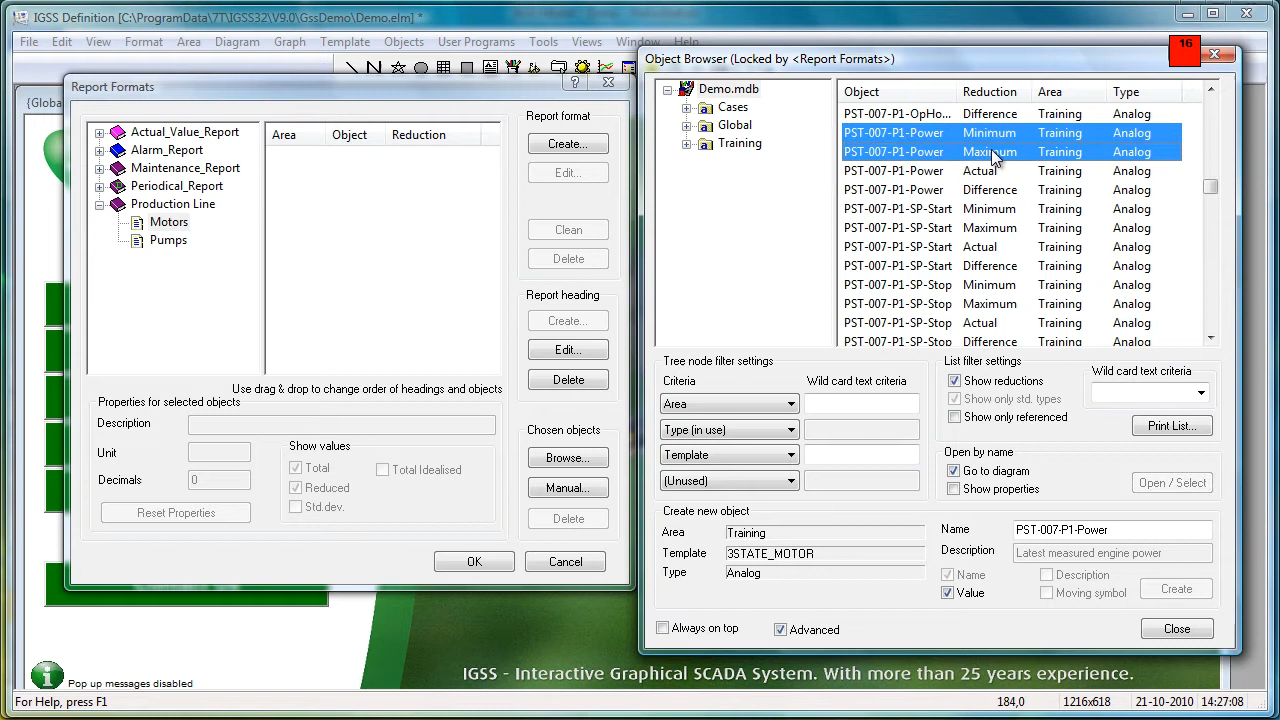 IGSS Definition [C:\ProgramData\7T\IGSS32\V9.0\GssDemo\Demo.elm] *
File Edit View Format Area Diagram Graph Template Objects User Programs Tools Views Window Help
16
Object Browser (Locked by <Report Formats>)
Report Formats
{Global
Actual_Value_Report
Alarm_Report
Maintenance_Report
Periodical_Report
Production Line
Motors
Pumps
Area Object Reduction
Report format
Create...
Edit...
Clean
Delete
Report heading
Create...
Edit...
Delete
Use drag & drop to change order of headings and objects
Properties for selected objects
Description
Unit
Decimals 0
Show values
Total
Total Idealised
Reduced
Std.dev.
Reset Properties
Chosen objects
Browse...
Manual...
Delete
OK Cancel
Demo.mdb
Cases
Global
Training
Object Reduction Area Type
PST-007-P1-OpHo... Difference Training Analog
PST-007-P1-Power Minimum Training Analog
PST-007-P1-Power Maximum Training Analog
PST-007-P1-Power Actual Training Analog
PST-007-P1-Power Difference Training Analog
PST-007-P1-SP-Start Minimum Training Analog
PST-007-P1-SP-Start Maximum Training Analog
PST-007-P1-SP-Start Actual Training Analog
PST-007-P1-SP-Start Difference Training Analog
PST-007-P1-SP-Stop Minimum Training Analog
PST-007-P1-SP-Stop Maximum Training Analog
PST-007-P1-SP-Stop Actual Training Analog
PST-007-P1-SP-Stop Difference Training Analog
Tree node filter settings
Criteria Wild card text criteria
Area
Type (in use)
Template
(Unused)
List filter settings
Show reductions
Show only std. types
Show only referenced
Wild card text criteria
Print List...
Open by name
Go to diagram
Show properties
Open / Select
Create new object
Area Training
Template 3STATE_MOTOR
Type Analog
Name PST-007-P1-Power
Description Latest measured engine power
Name
Description
Value
Moving symbol
Create
Always on top
Advanced
Close
IGSS - Interactive Graphical SCADA System. With more than 25 years experience.
Pop up messages disabled
For Help, press F1 184,0 1216x618 21-10-2010 14:27:08